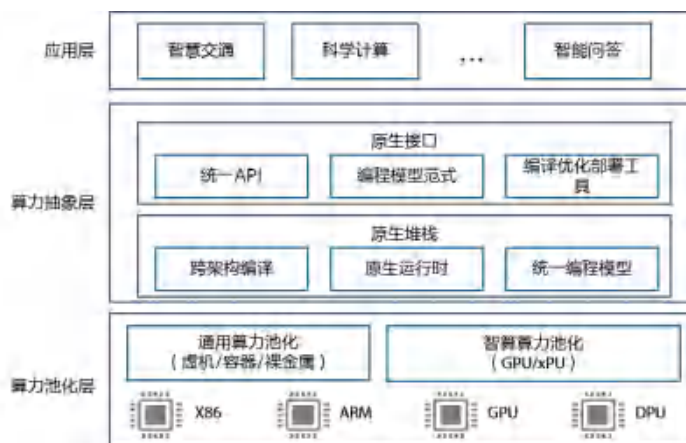 应用层
智慧交通
科学计算
...
智能问答
算力抽象层
原生接口
统一API
编程模型范式
编译优化部署工
具
原生堆栈
跨架构编译
原生运行时
统一编程模型
算力池化层
通用算力池化
（虚机/容器/裸金属）
智算算力池化
（GPU/xPU）
X86
ARM
GPU
DPU